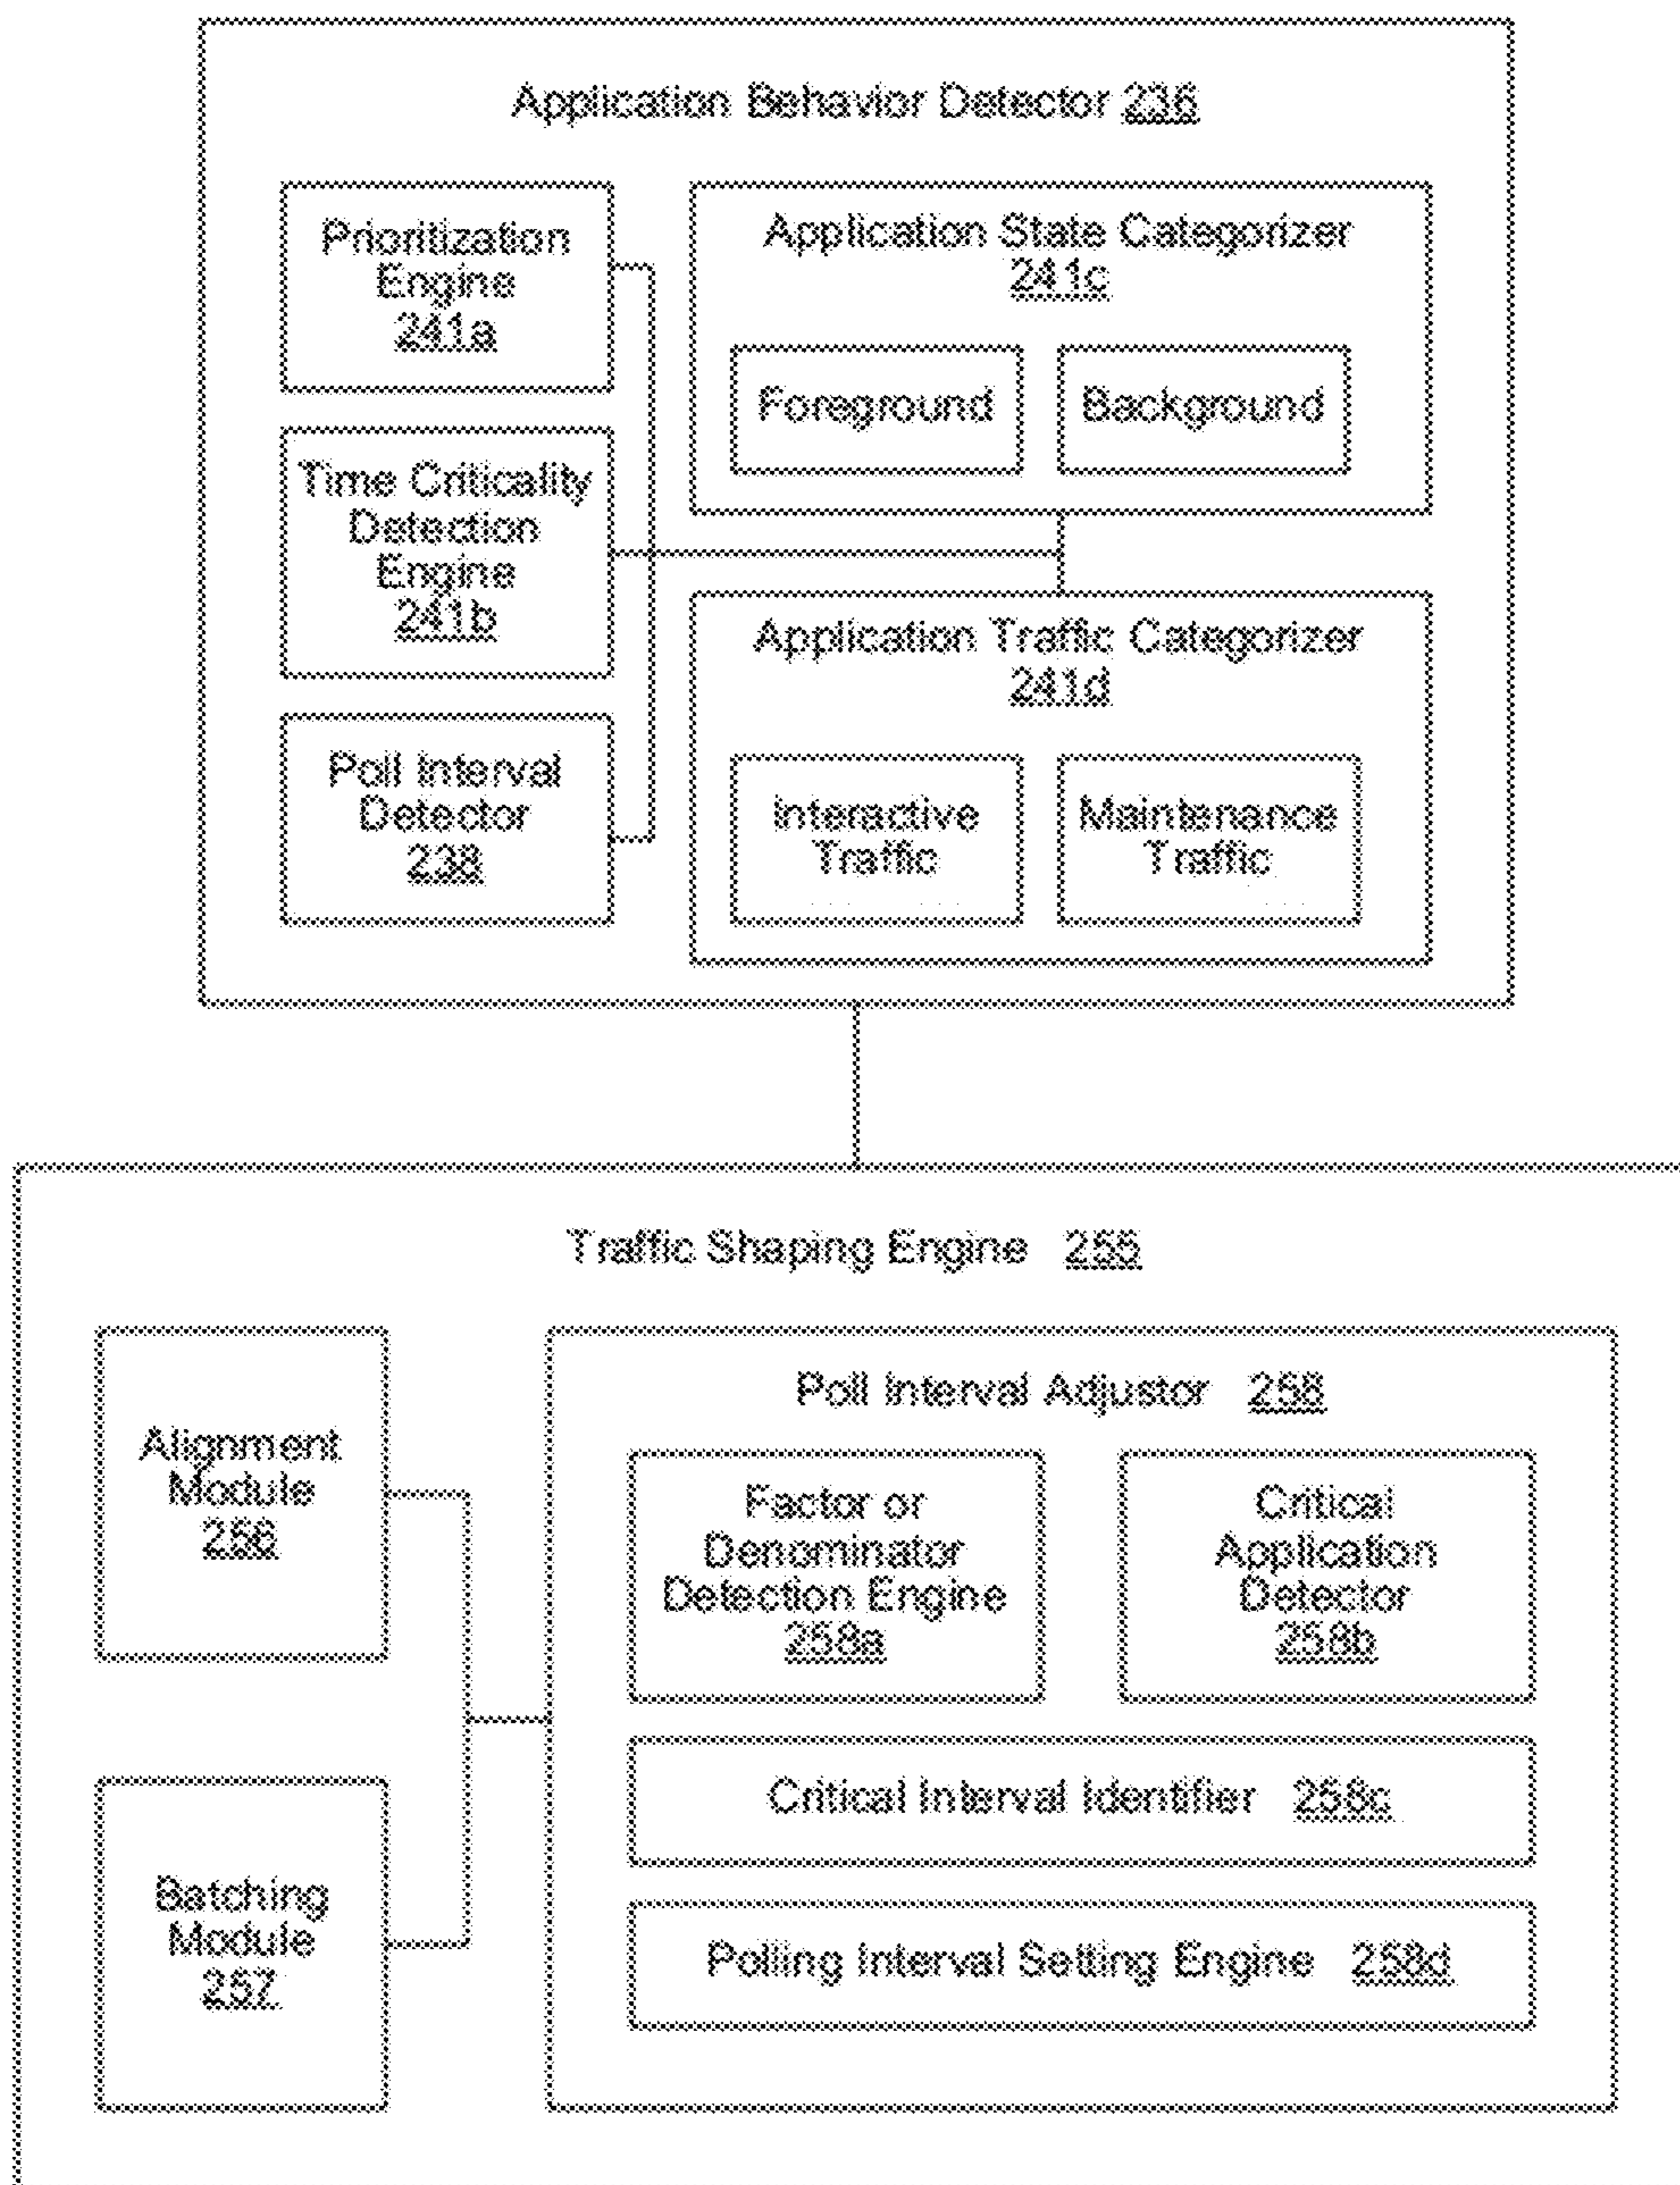 Application Behavior Detector 236
Prioritization
Engine
241a
Application State Categorizer
241c
Foreground
Background
Time Criticality
Detection
Engine
241b
Application Traffic Categorizer
241d
Poll Interval
Detector
238
Interactive
Traffic
Maintenance
Traffic
Traffic Shaping Engine 255
Alignment
Module
256
Poll Interval Adjustor 258
Factor or
Denominator
Detection Engine
258a
Critical
Application
Detector
258b
Critical Interval Identifier 258c
Batching
Module
257
Polling Interval Setting Engine 258d